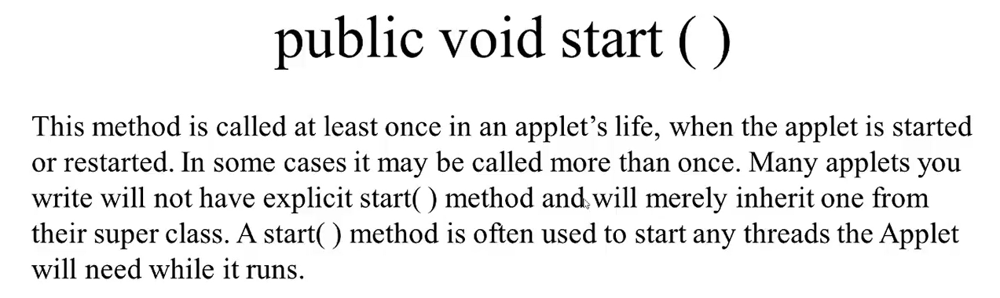 public void start ( )
This method is called at least once in an applet’s life, when the applet is started
or restarted. In some cases it may be called more than once. Many applets you
write will not have explicit start( ) method and will merely inherit one from
their super class. A start( ) method is often used to start any threads the Applet
will need while it runs.